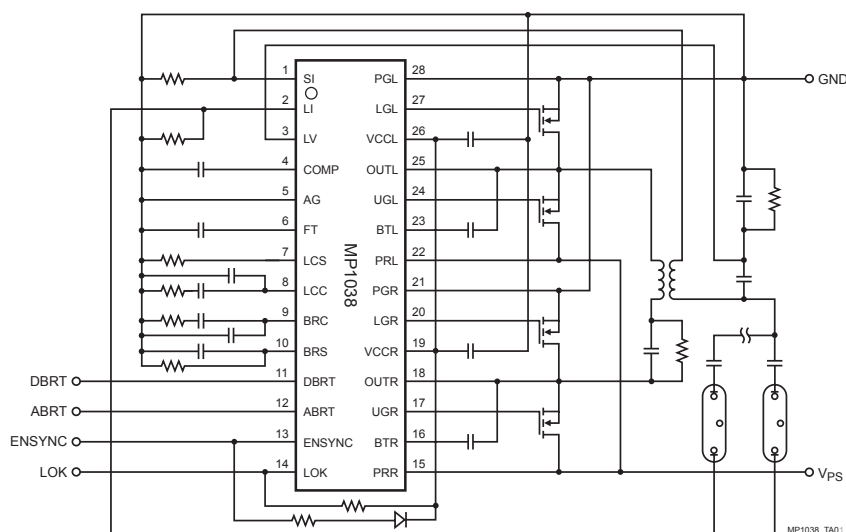 1 SI PGL 28
GND
2 LI LGL 27
3 LV VCCL 26
4 COMP OUTL 25
5 AG UGL 24
6 FT BTL 23
7 LCS PRL 22
MP1038
8 LCC PGR 21
9 BRC LGR 20
10 BRS VCCR 19
DBRT 11 DBRT OUTR 18
ABRT 12 ABRT UGR 17
ENSYNC 13 ENSYNC BTR 16
LOK 14 LOK PRR 15
VPS
MP1038_TA01